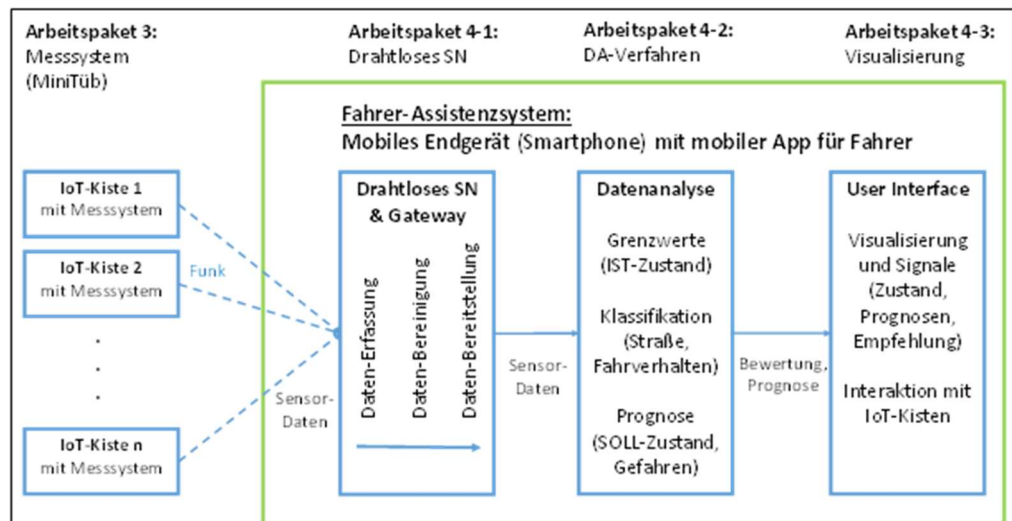 Arbeitspaket 3:
Messsystem
(MiniTüb)
Arbeitspaket 4-1:
Drahtloses SN
Arbeitspaket 4-2:
DA-Verfahren
Arbeitspaket 4-3:
Visualisierung
Fahrer-Assistenzsystem:
Mobiles Endgerät (Smartphone) mit mobiler App für Fahrer
IoT-Kiste 1
mit Messsystem
IoT-Kiste 2
mit Messsystem
.
.
.
IoT-Kiste n
mit Messsystem
Funk
Sensor-
Daten
Drahtloses SN
& Gateway
Daten-Erfassung
Daten-Bereinigung
Daten-Bereitstellung
Sensor-
Daten
Datenanalyse
Grenzwerte
(IST-Zustand)
Klassifikation
(Straße,
Fahrverhalten)
Prognose
(SOLL-Zustand,
Gefahren)
Bewertung,
Prognose
User Interface
Visualisierung
und Signale
(Zustand,
Prognosen,
Empfehlung)
Interaktion mit
IoT-Kisten